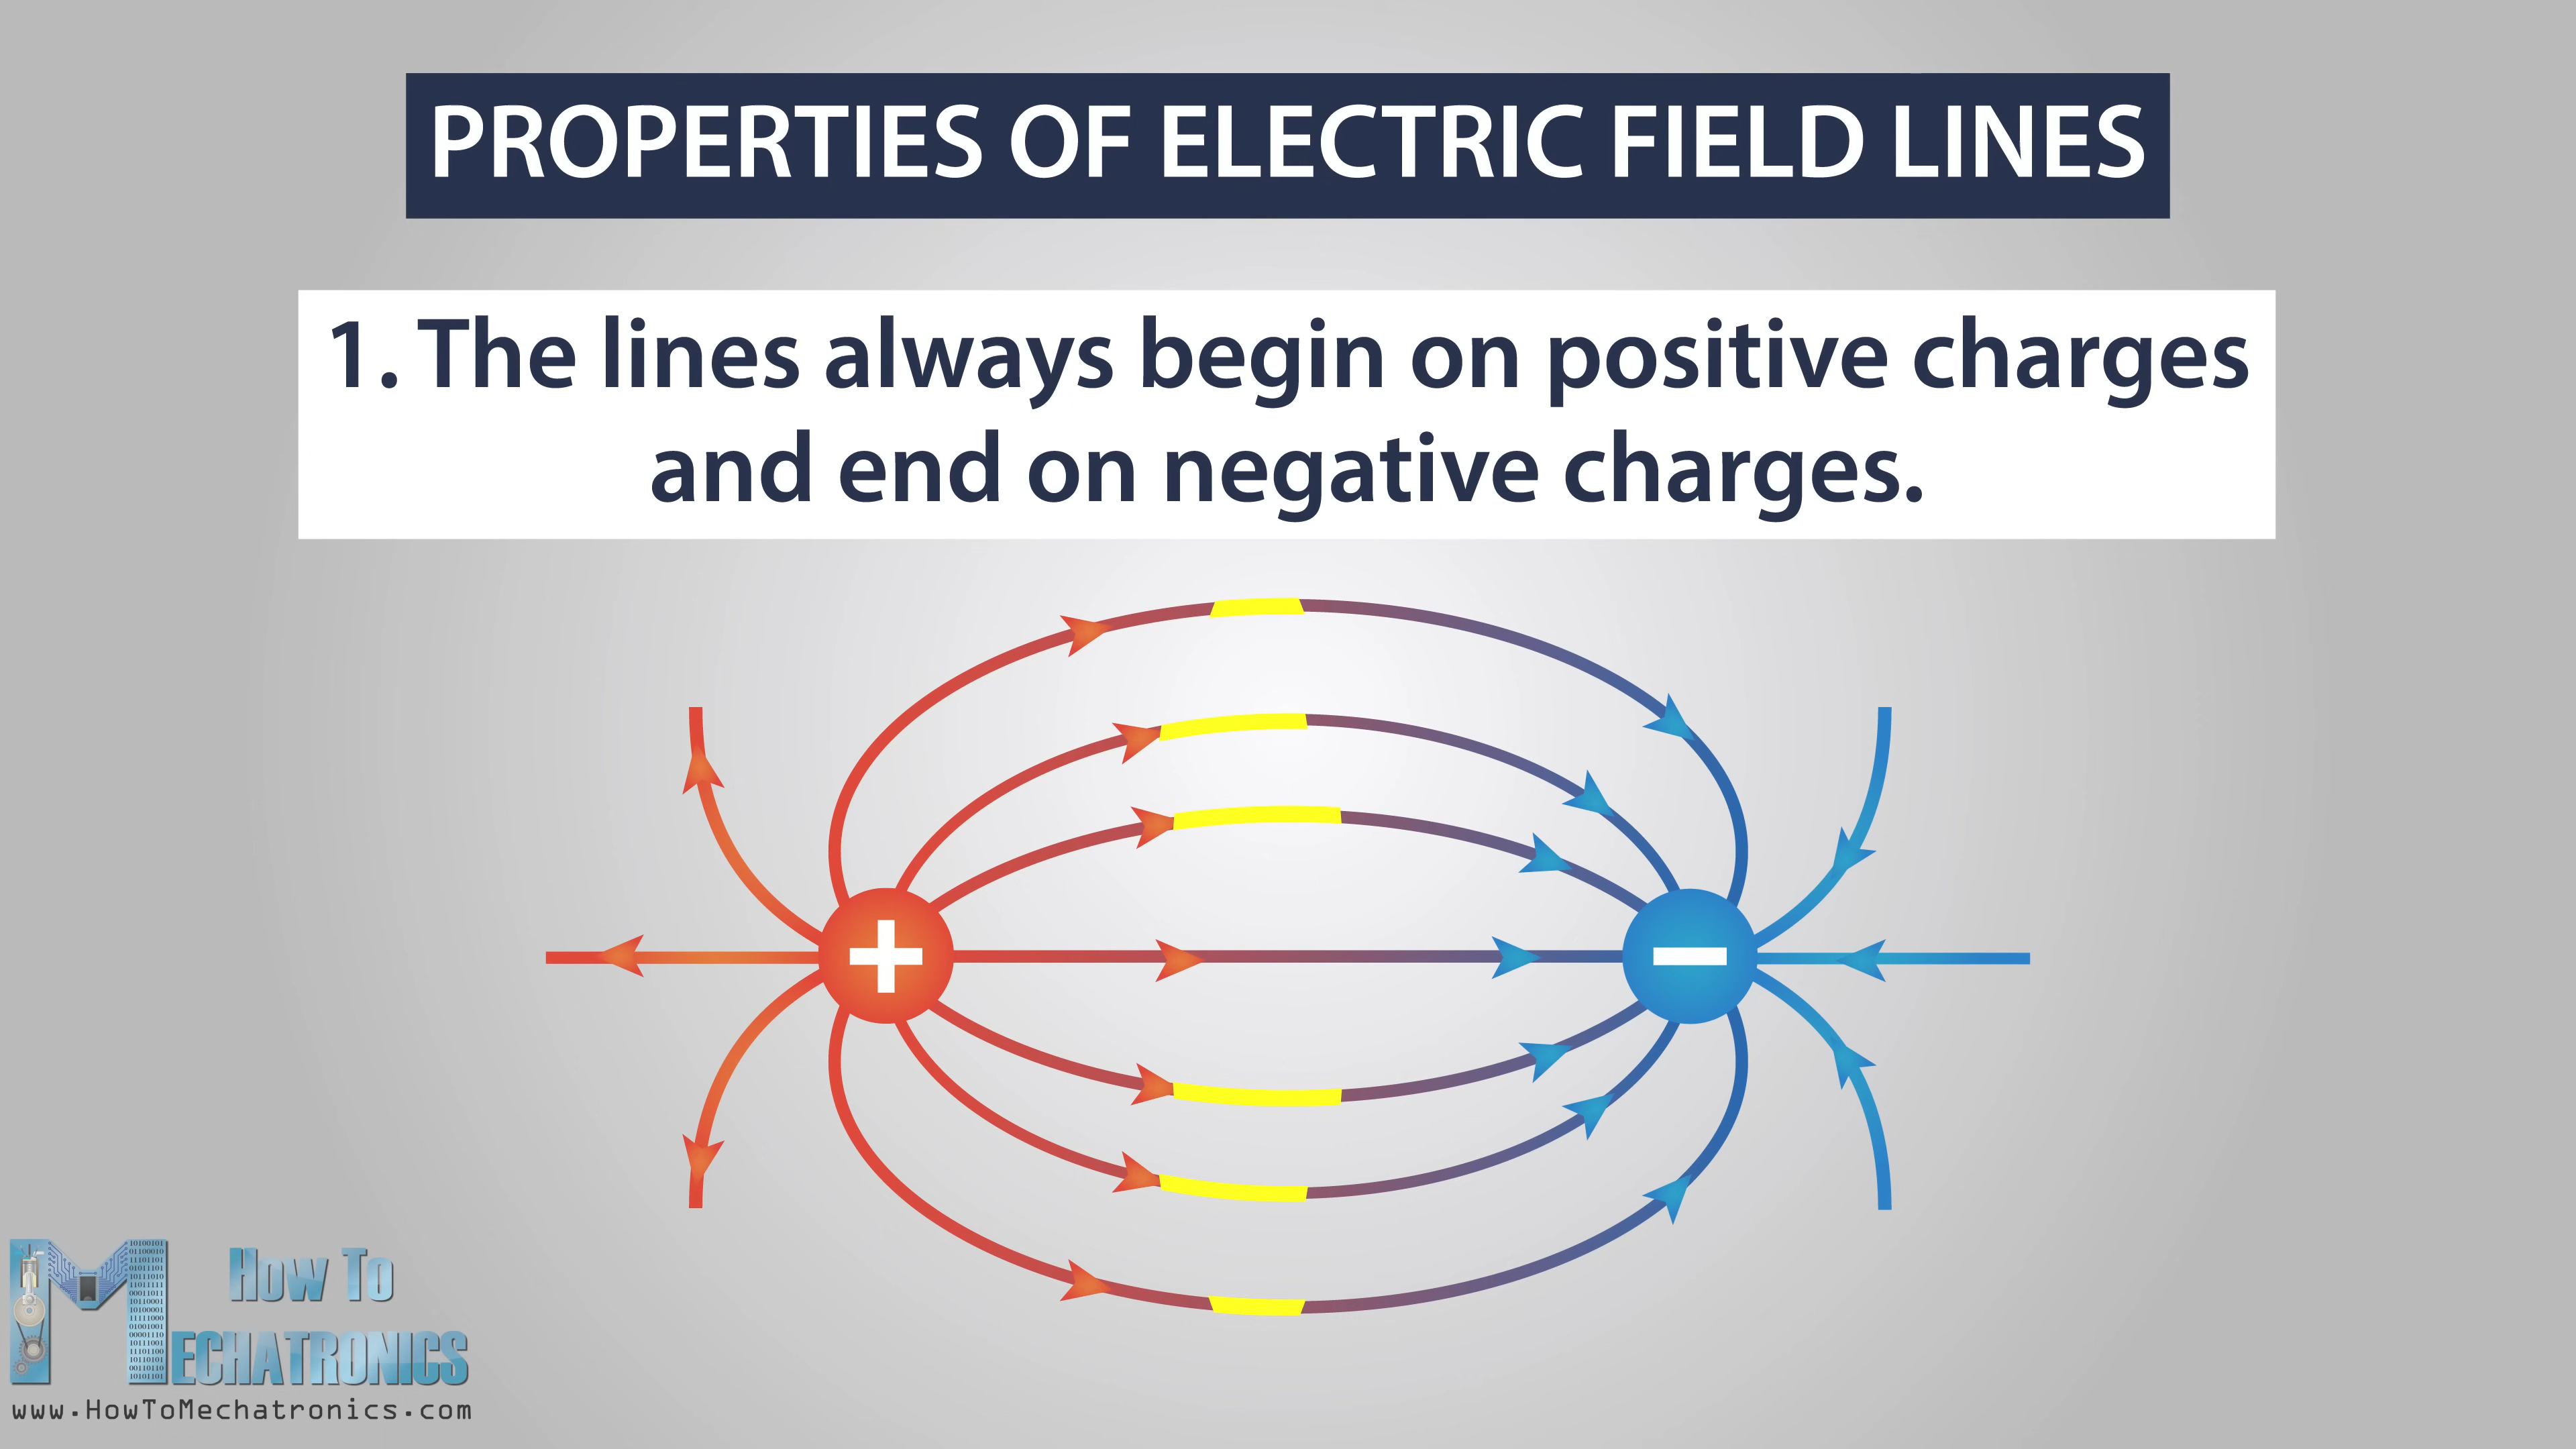 PROPERTIES OF ELECTRIC FIELD LINES
1. The lines always begin on positive charges
and end on negative charges.
+
−
How To
MECHATRONICS
www.HowToMechatronics.com